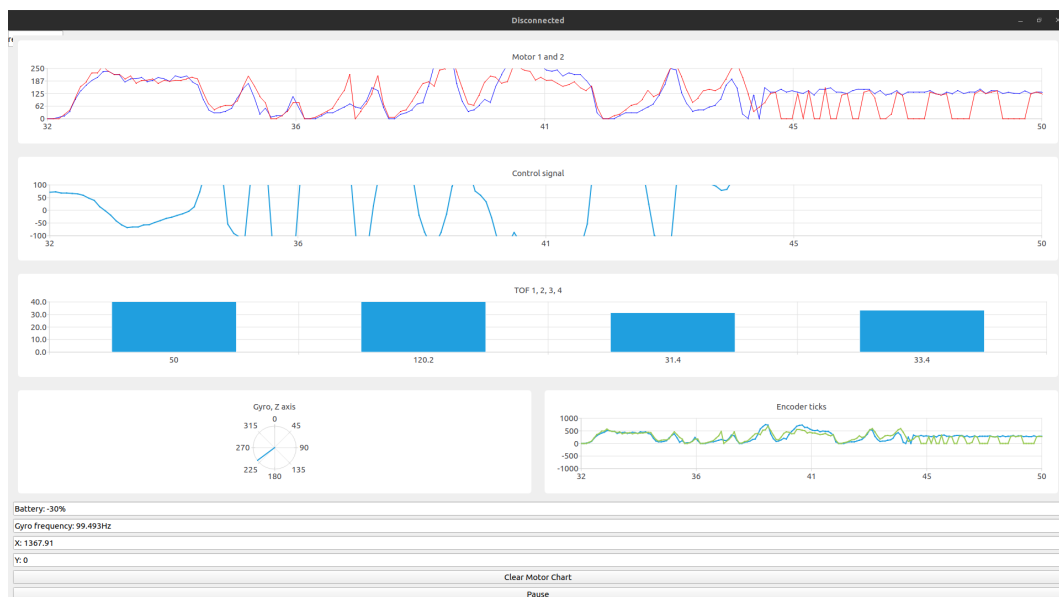 Disconnected
re
Motor 1 and 2
250
187
125
62
0
32 36 41 45 50
Control signal
100
50
0
-50
-100
32 36 41 45 50
TOF 1, 2, 3, 4
40.0
30.0
20.0
10.0
0.0
50 120.2 31.4 33.4
Gyro, Z axis
0
315 45
270 90
225 135
180
Encoder ticks
1000
500
0
-500
-1000
32 36 41 45 50
Battery: -30%
Gyro frequency: 99.493Hz
X: 1367.91
Y: 0
Clear Motor Chart
Pause